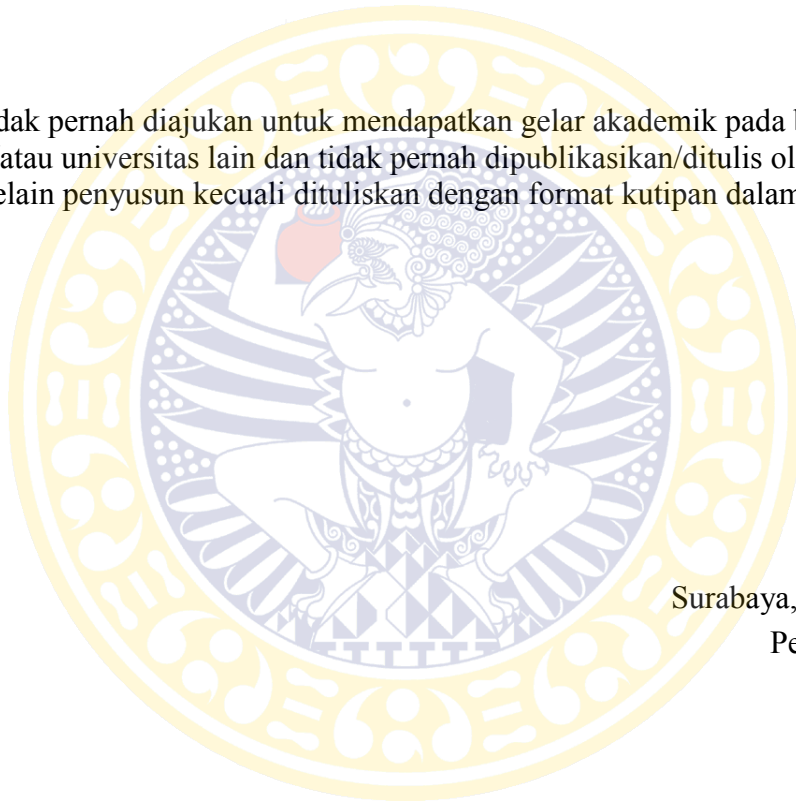 dak pernah diajukan untuk mendapatkan gelar akademik pada b
atau universitas lain dan tidak pernah dipublikasikan/ditulis ol
elain penyusun kecuali dituliskan dengan format kutipan dalam
Surabaya,
Pe